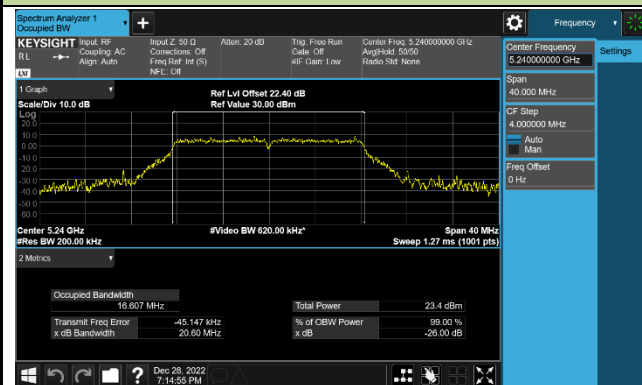 Spectrum Analyzer 1
Occupied BW
Frequency
KEYSIGHT
RL
LXI
Input: RF
Coupling: AC
Align: Auto
Input Z: 50 Ω
Corrections: Off
Freq Ref: Int (S)
NFE: Off
Atten: 20 dB
Trig: Free Run
Gate: Off
#IF Gain: Low
Center Freq: 5.240000000 GHz
Avg|Hold: 50/50
Radio Std: None
Center Frequency
5.240000000 GHz
Settings
Span
40.000 MHz
CF Step
4.000000 MHz
Auto
Man
Freq Offset
0 Hz
1 Graph
Scale/Div 10.0 dB
Ref Lvl Offset 22.40 dB
Ref Value 30.00 dBm
Log
20.0
10.0
0.00
-10.0
-20.0
-30.0
-40.0
-50.0
-60.0
Center 5.24 GHz
#Res BW 200.00 kHz
#Video BW 620.00 kHz*
Span 40 MHz
Sweep 1.27 ms (1001 pts)
2 Metrics
Occupied Bandwidth
16.607 MHz
Total Power 23.4 dBm
Transmit Freq Error -45.147 kHz % of OBW Power 99.00 %
x dB Bandwidth 20.60 MHz x dB -26.00 dB
?
Dec 28, 2022
7:14:55 PM